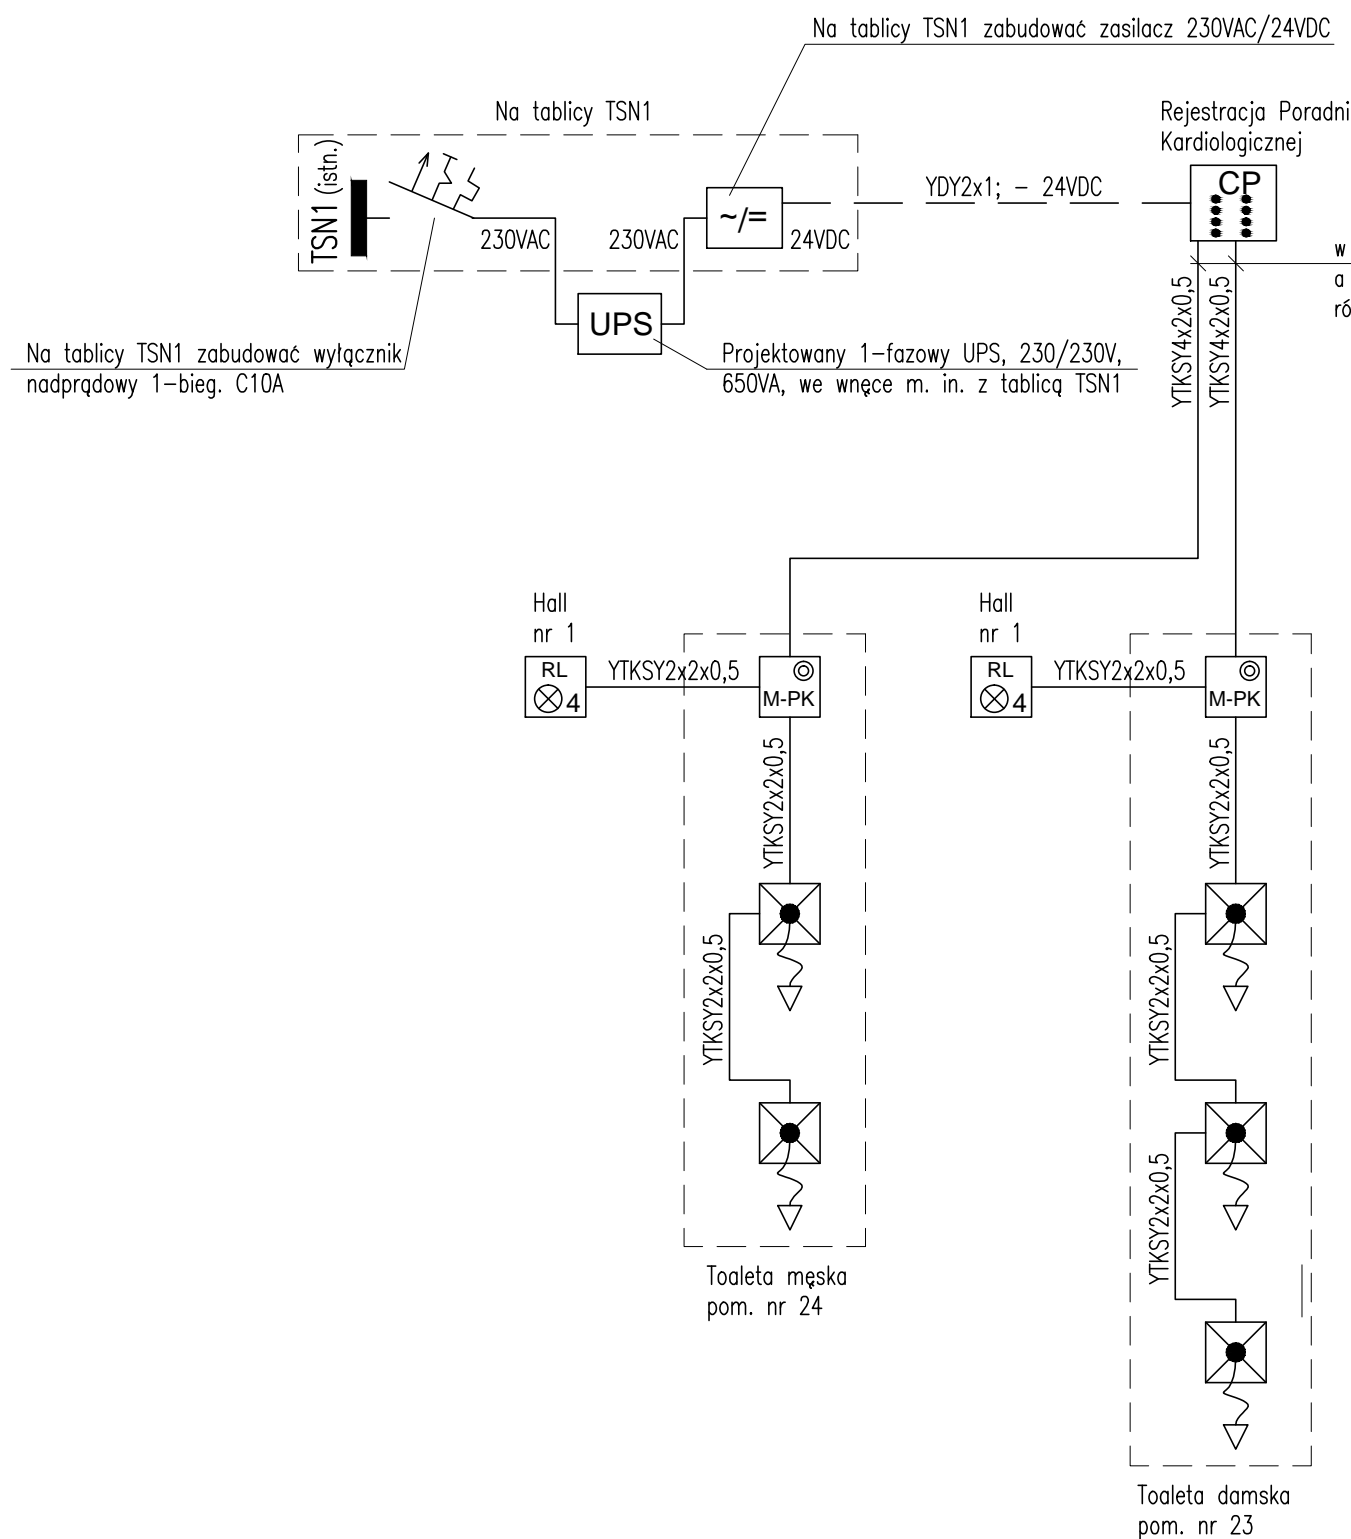 Na tablicy TSN1 zabudować zasilacz 230VAC/24VDC
Na tablicy TSN1
Rejestracja Poradni
Kardiologicznej
TSN1 (istn.)
230VAC
230VAC
~/=
24VDC
YDY2x1; - 24VDC
CP
UPS
w
a
ró
Na tablicy TSN1 zabudować wyłącznik
nadprądowy 1-bieg. C10A
Projektowany 1-fazowy UPS, 230/230V,
650VA, we wnęce m. in. z tablicą TSN1
YTKSY4x2x0,5
YTKSY4x2x0,5
Hall
nr 1
RL
4
YTKSY2x2x0,5
M-PK
Hall
nr 1
RL
4
YTKSY2x2x0,5
M-PK
YTKSY2x2x0,5
YTKSY2x2x0,5
YTKSY2x2x0,5
YTKSY2x2x0,5
YTKSY2x2x0,5
Toaleta męska
pom. nr 24
Toaleta damska
pom. nr 23